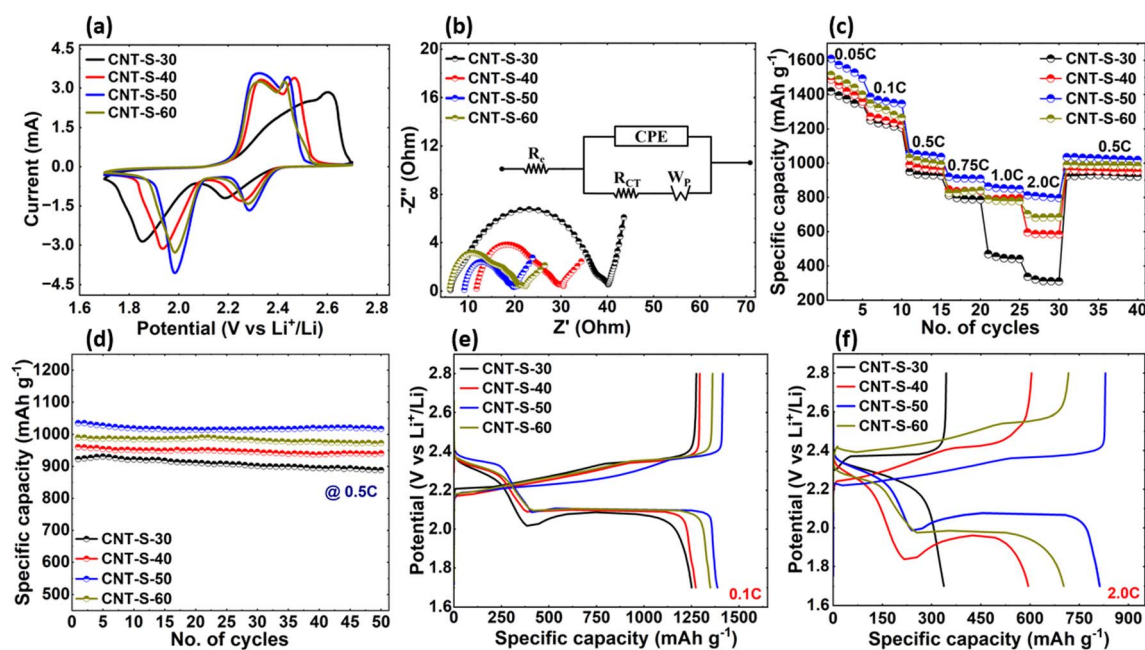 (a)
CNT-S-30
CNT-S-40
CNT-S-50
CNT-S-60
Current (mA)
4.5
3.0
1.5
0.0
−1.5
−3.0
−4.5
1.8 2.0 2.2 2.4 2.6 2.8
Potential (V vs Li⁺/Li)
(b)
CNT-S-30
CNT-S-40
CNT-S-50
CNT-S-60
CPE
Re
RCT
WP
-Z" (Ohm)
20
16
12
8
4
0
0 10 20 30 40 50 60 70
Z' (Ohm)
(c)
CNT-S-30
CNT-S-40
CNT-S-50
CNT-S-60
0.05C
0.1C
0.5C
0.75C
1.0C
2.0C
0.5C
Specific capacity (mAh g⁻¹)
1600
1400
1200
1000
800
600
400
200
0 5 10 15 20 25 30 35 40
No. of cycles
(d)
Specific capacity (mAh g⁻¹)
1200
1100
1000
900
800
700
600
500
@ 0.5C
CNT-S-30
CNT-S-40
CNT-S-50
CNT-S-60
0 5 10 15 20 25 30 35 40 45 50
No. of cycles
(e)
CNT-S-30
CNT-S-40
CNT-S-50
CNT-S-60
Potential (V vs Li⁺/Li)
2.8
2.6
2.4
2.2
2.0
1.8
1.6
0.1C
0 250 500 750 1000 1250 1500
Specific capacity (mAh g⁻¹)
(f)
CNT-S-30
CNT-S-40
CNT-S-50
CNT-S-60
Potential (V vs Li⁺/Li)
2.8
2.6
2.4
2.2
2.0
1.8
1.6
2.0C
0 150 300 450 600 750 900
Specific capacity (mAh g⁻¹)